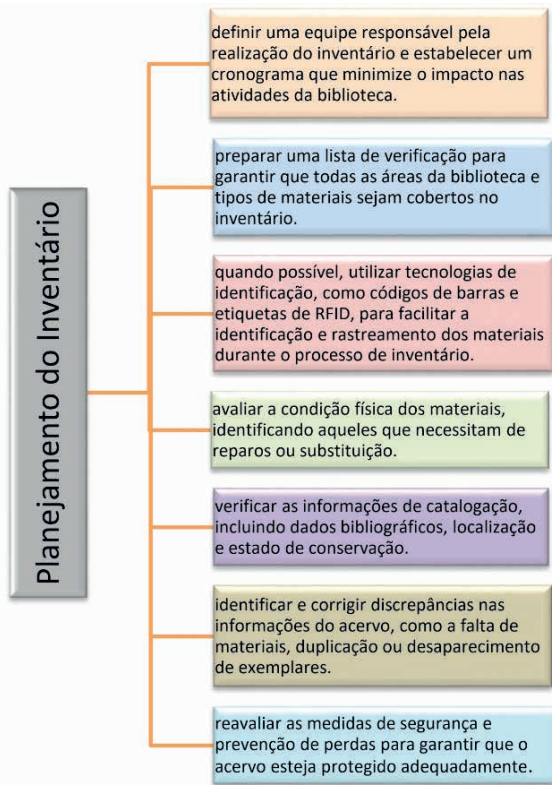 Planejamento do Inventário
definir uma equipe responsável pela
realização do inventário e estabelecer um
cronograma que minimize o impacto nas
atividades da biblioteca.
preparar uma lista de verificação para
garantir que todas as áreas da biblioteca e
tipos de materiais sejam cobertos no
inventário.
quando possível, utilizar tecnologias de
identificação, como códigos de barras e
etiquetas de RFID, para facilitar a
identificação e rastreamento dos materiais
durante o processo de inventário.
avaliar a condição física dos materiais,
identificando aqueles que necessitam de
reparos ou substituição.
verificar as informações de catalogação,
incluindo dados bibliográficos, localização
e estado de conservação.
identificar e corrigir discrepâncias nas
informações do acervo, como a falta de
materiais, duplicação ou desaparecimento
de exemplares.
reavaliar as medidas de segurança e
prevenção de perdas para garantir que o
acervo esteja protegido adequadamente.